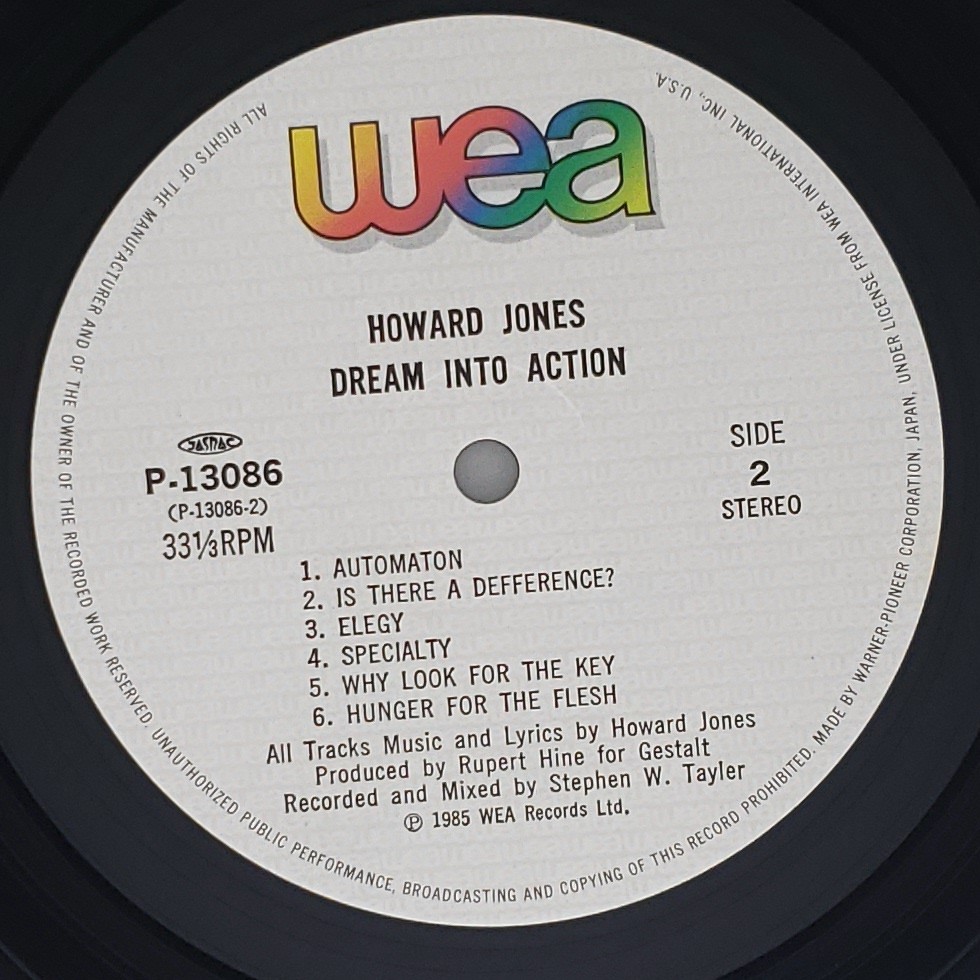 wea
HOWARD JONES
DREAM INTO ACTION
JASRAC
P-13086
(P-13086-2)
33⅓RPM
SIDE
2
STEREO
1. AUTOMATON
2. IS THERE A DEFFERENCE?
3. ELEGY
4. SPECIALTY
5. WHY LOOK FOR THE KEY
6. HUNGER FOR THE FLESH
All Tracks Music and Lyrics by Howard Jones
Produced by Rupert Hine for Gestalt
Recorded and Mixed by Stephen W. Tayler
℗ 1985 WEA Records Ltd.
ALL RIGHTS OF THE MANUFACTURER AND OF THE OWNER OF THE RECORDED WORK RESERVED. UNAUTHORIZED PUBLIC PERFORMANCE, BROADCASTING AND COPYING OF THIS RECORD PROHIBITED. MADE BY WARNER-PIONEER CORPORATION, JAPAN, UNDER LICENSE FROM WEA INTERNATIONAL INC., U.S.A.